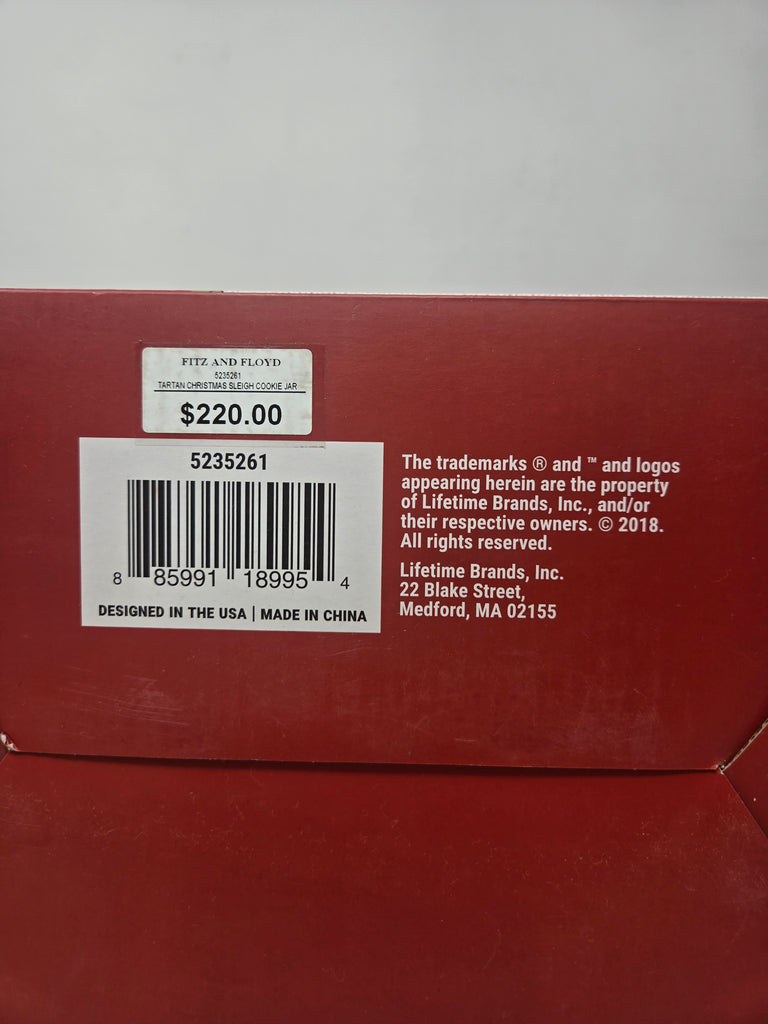 FITZ AND FLOYD
5235261
TARTAN CHRISTMAS SLEIGH COOKIE JAR
$220.00
5235261
8 85991 18995 4
DESIGNED IN THE USA | MADE IN CHINA
The trademarks ® and ™ and logos
appearing herein are the property
of Lifetime Brands, Inc., and/or
their respective owners. © 2018.
All rights reserved.
Lifetime Brands, Inc.
22 Blake Street,
Medford, MA 02155